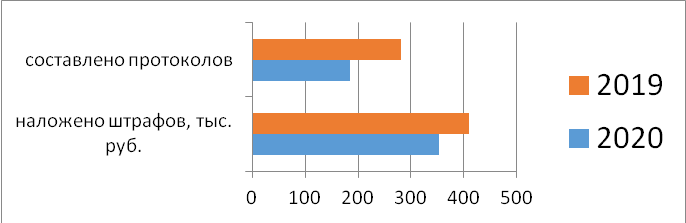 составлено протоколов
наложено штрафов, тыс.
руб.
0 100 200 300 400 500
2019
2020